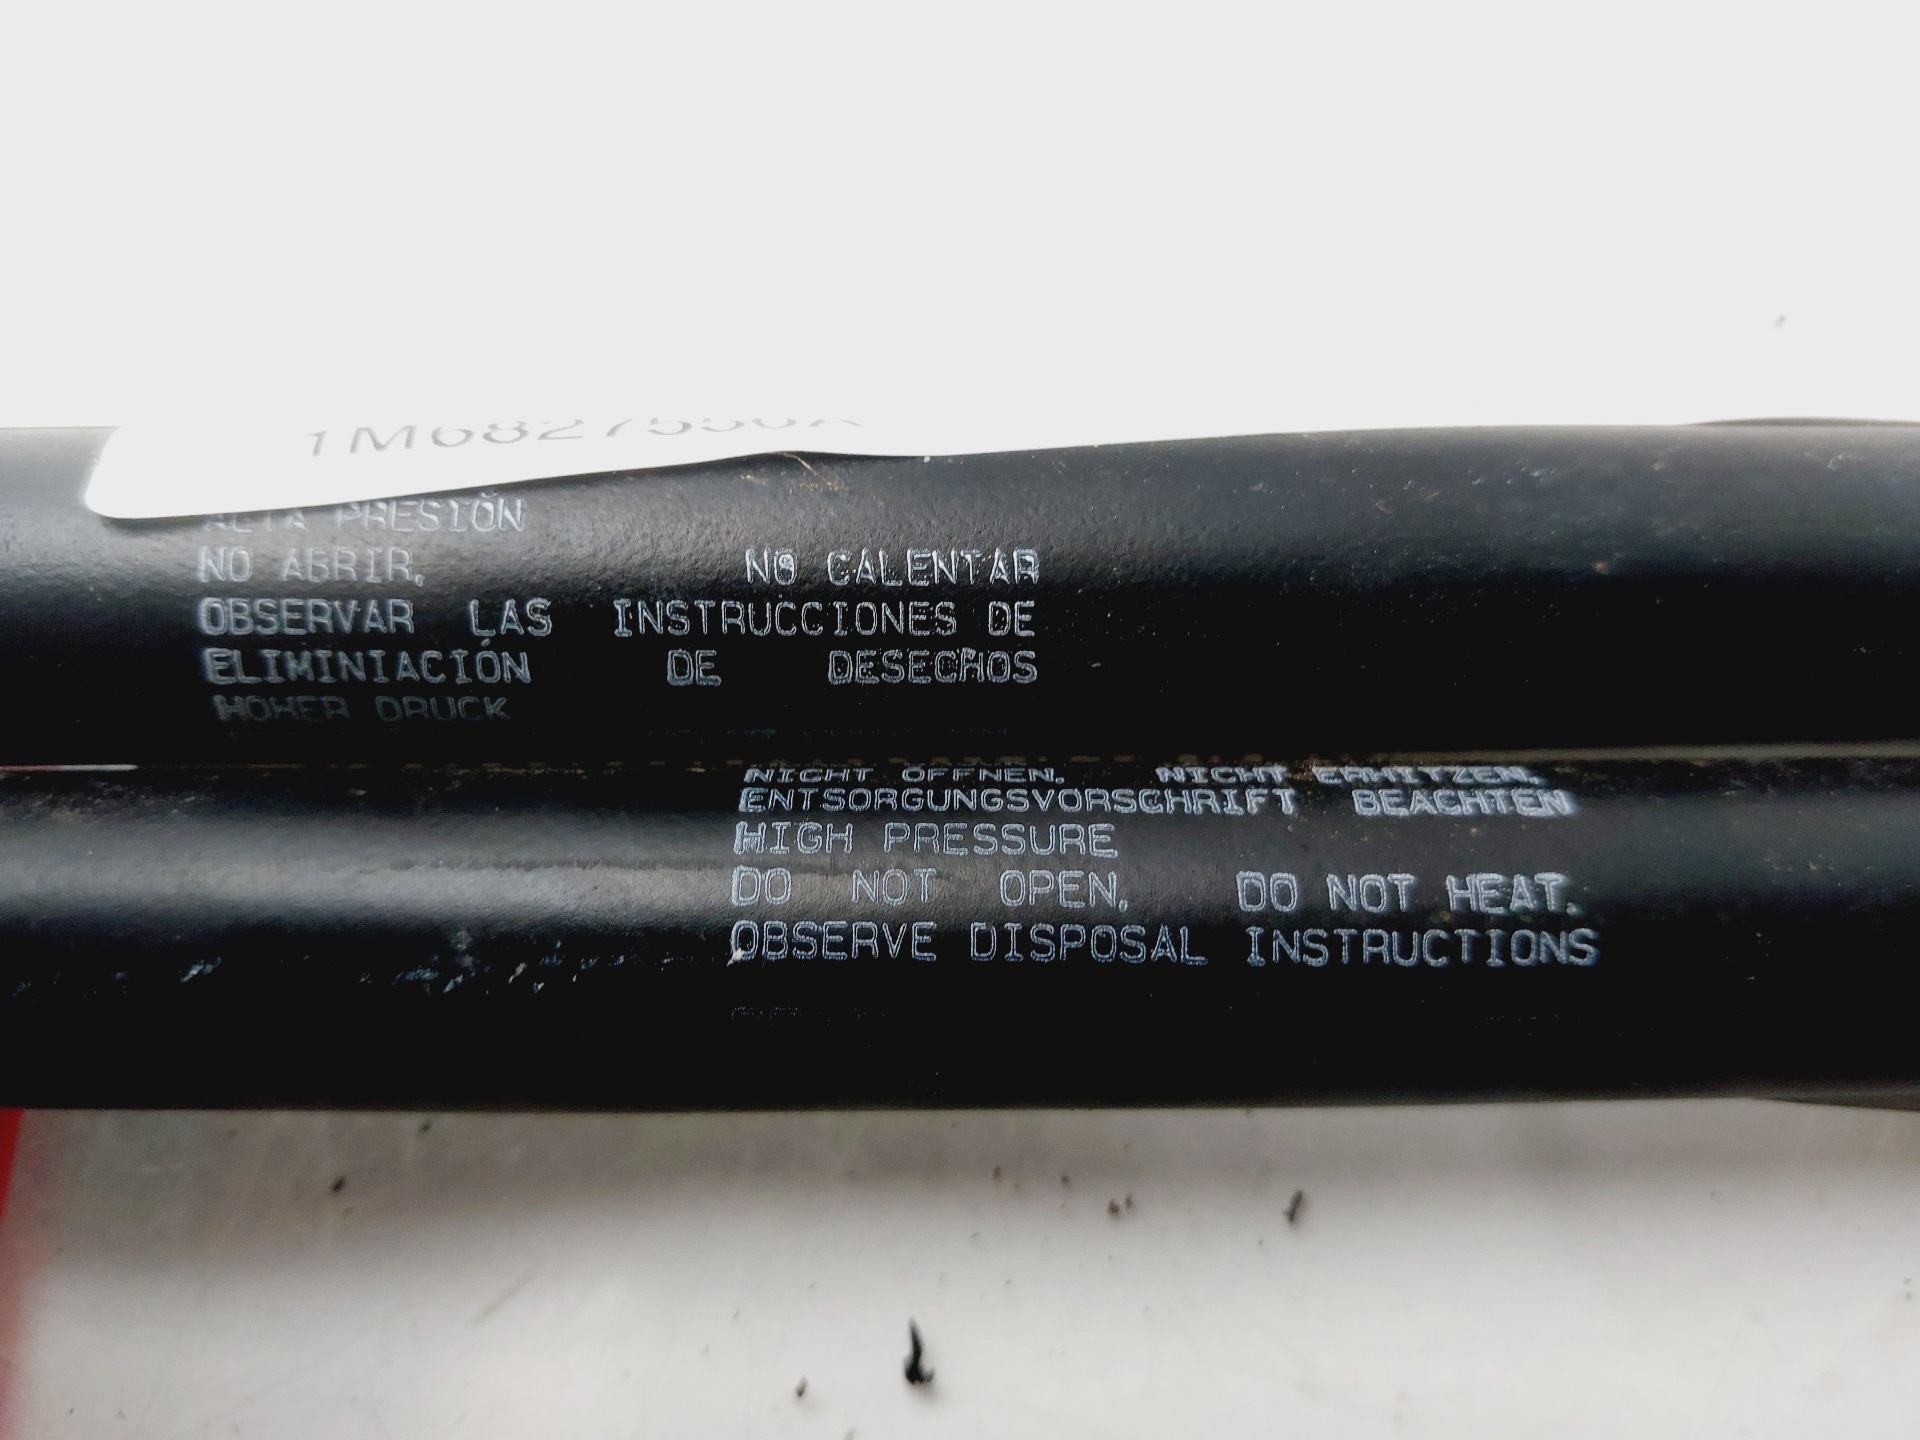 ALTA PRESIÓN
NO ABRIR, NO CALENTAR
OBSERVAR LAS INSTRUCCIONES DE
ELIMINIACIÓN DE DESECHOS
HOHER DRUCK
NICHT ÖFFNEN, NICHT ERHITZEN.
ENTSORGUNGSVORSCHRIFT BEACHTEN
HIGH PRESSURE
DO NOT OPEN, DO NOT HEAT.
OBSERVE DISPOSAL INSTRUCTIONS